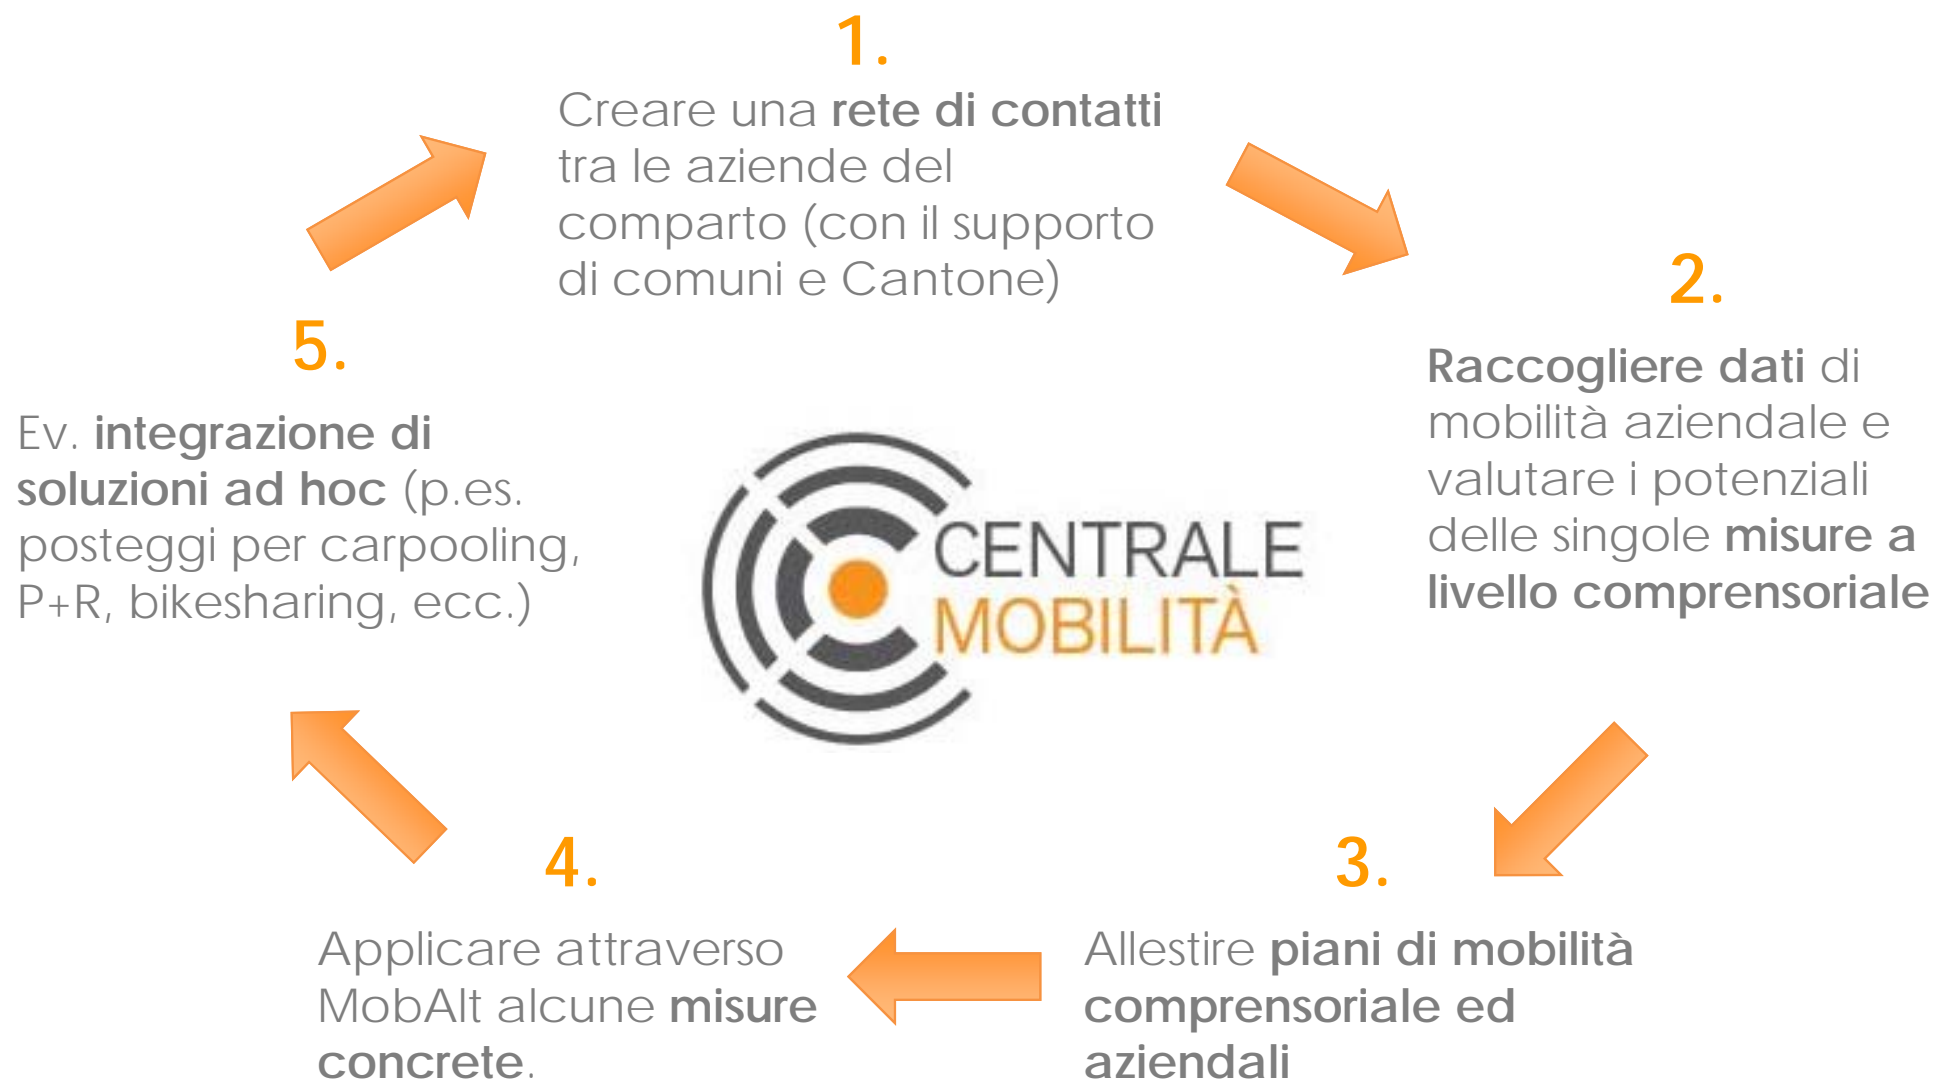 1.
Creare una rete di contatti
tra le aziende del
comparto (con il supporto
di comuni e Cantone)
2.
Raccogliere dati di
mobilità aziendale e
valutare i potenziali
delle singole misure a
livello comprensoriale
3.
Allestire piani di mobilità
comprensoriale ed
aziendali
4.
Applicare attraverso
MobAlt alcune misure
concrete.
5.
Ev. integrazione di
soluzioni ad hoc (p.es.
posteggi per carpooling,
P+R, bikesharing, ecc.)
CENTRALE
MOBILITÀ